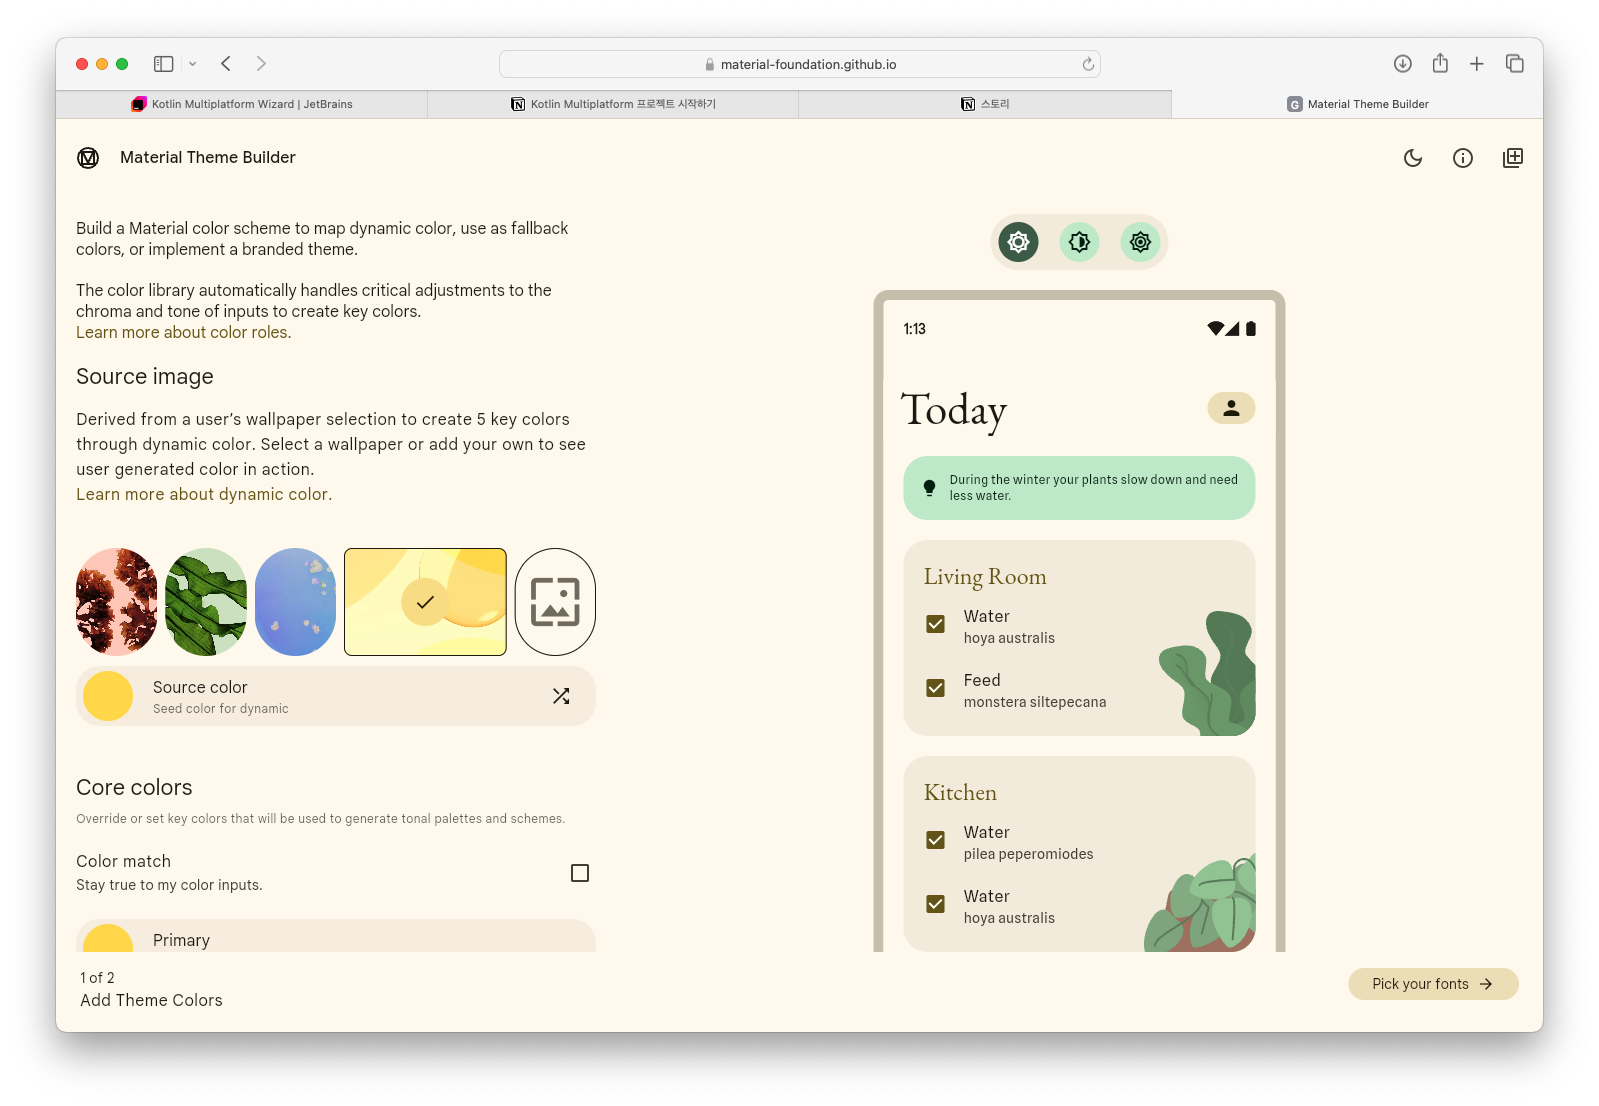 material-foundation.github.io
Kotlin Multiplatform Wizard | JetBrains
Kotlin Multiplatform 프로젝트 시작하기
스토리
G
Material Theme Builder
Material Theme Builder
Build a Material color scheme to map dynamic color, use as fallback
colors, or implement a branded theme.
The color library automatically handles critical adjustments to the
chroma and tone of inputs to create key colors.
Learn more about color roles.
Source image
Derived from a user’s wallpaper selection to create 5 key colors
through dynamic color. Select a wallpaper or add your own to see
user generated color in action.
Learn more about dynamic color.
Source color
Seed color for dynamic
Core colors
Override or set key colors that will be used to generate tonal palettes and schemes.
Color match
Stay true to my color inputs.
Primary
1 of 2
Add Theme Colors
1:13
Today
During the winter your plants slow down and need
less water.
Living Room
Water
hoya australis
Feed
monstera siltepecana
Kitchen
Water
pilea peperomiodes
Water
hoya australis
Pick your fonts